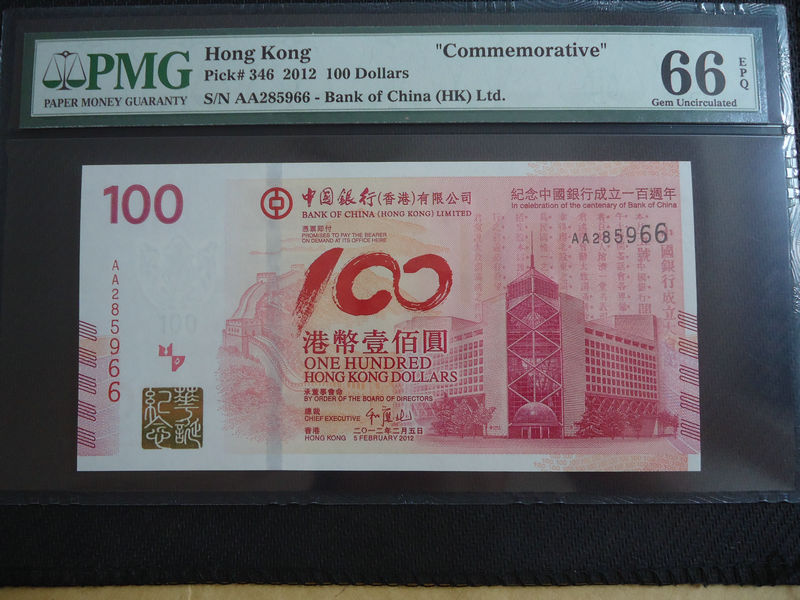 PMG
PAPER MONEY GUARANTY
Hong Kong "Commemorative"
Pick# 346 2012 100 Dollars
S/N AA285966 - Bank of China (HK) Ltd.
66 EPQ
Gem Uncirculated
100
中國銀行(香港)有限公司
BANK OF CHINA (HONG KONG) LIMITED
憑票即付
PROMISES TO PAY THE BEARER
ON DEMAND AT ITS OFFICE HERE
紀念中國銀行成立一百週年
In celebration of the centenary of Bank of China
AA285966
100
港幣壹佰圓
ONE HUNDRED
HONG KONG DOLLARS
承董事會命
BY ORDER OF THE BOARD OF DIRECTORS
總裁
CHIEF EXECUTIVE
香港
HONG KONG
二〇一二年二月五日
5 FEBRUARY 2012
AA285966
100
華誕
紀念